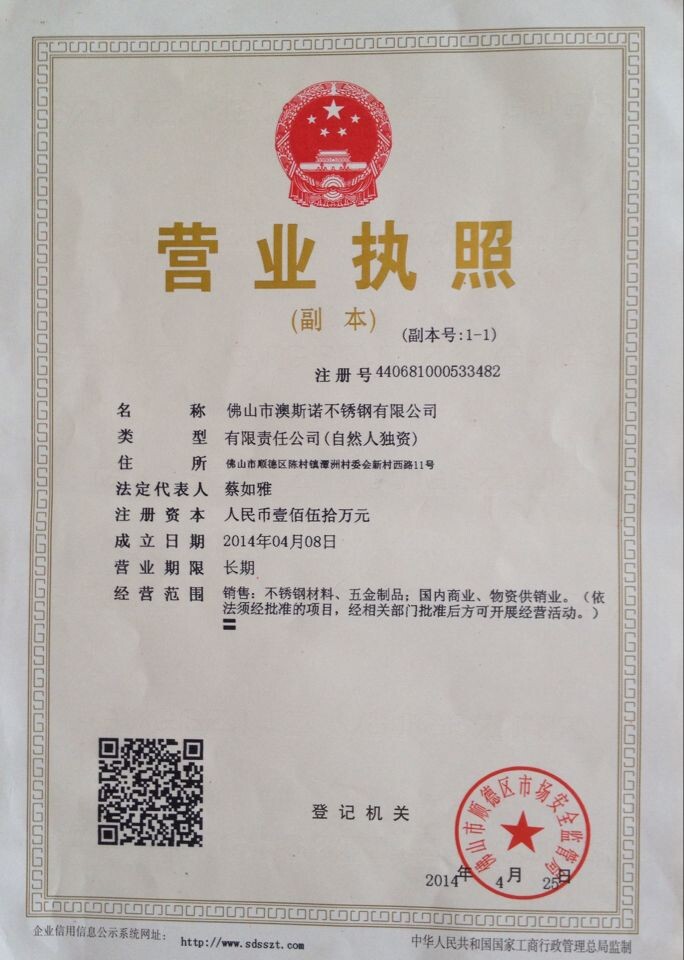 营业执照
(副 本)
(副本号:1-1)
注册号 440681000533482
名 称 佛山市澳斯诺不锈钢有限公司
类 型 有限责任公司(自然人独资)
住 所 佛山市顺德区陈村镇潭洲村委会新村西路11号
法定代表人 蔡如雅
注册资本 人民币壹佰伍拾万元
成立日期 2014年04月08日
营业期限 长期
经营范围 销售：不锈钢材料、五金制品；国内商业、物资供销业。（依
法须经批准的项目，经相关部门批准后方可开展经营活动。）
登记机关
佛山市顺德区市场安全监管局
2014年 4月 25日
企业信用信息公示系统网址： http://www.sdsszt.com
中华人民共和国国家工商行政管理总局监制